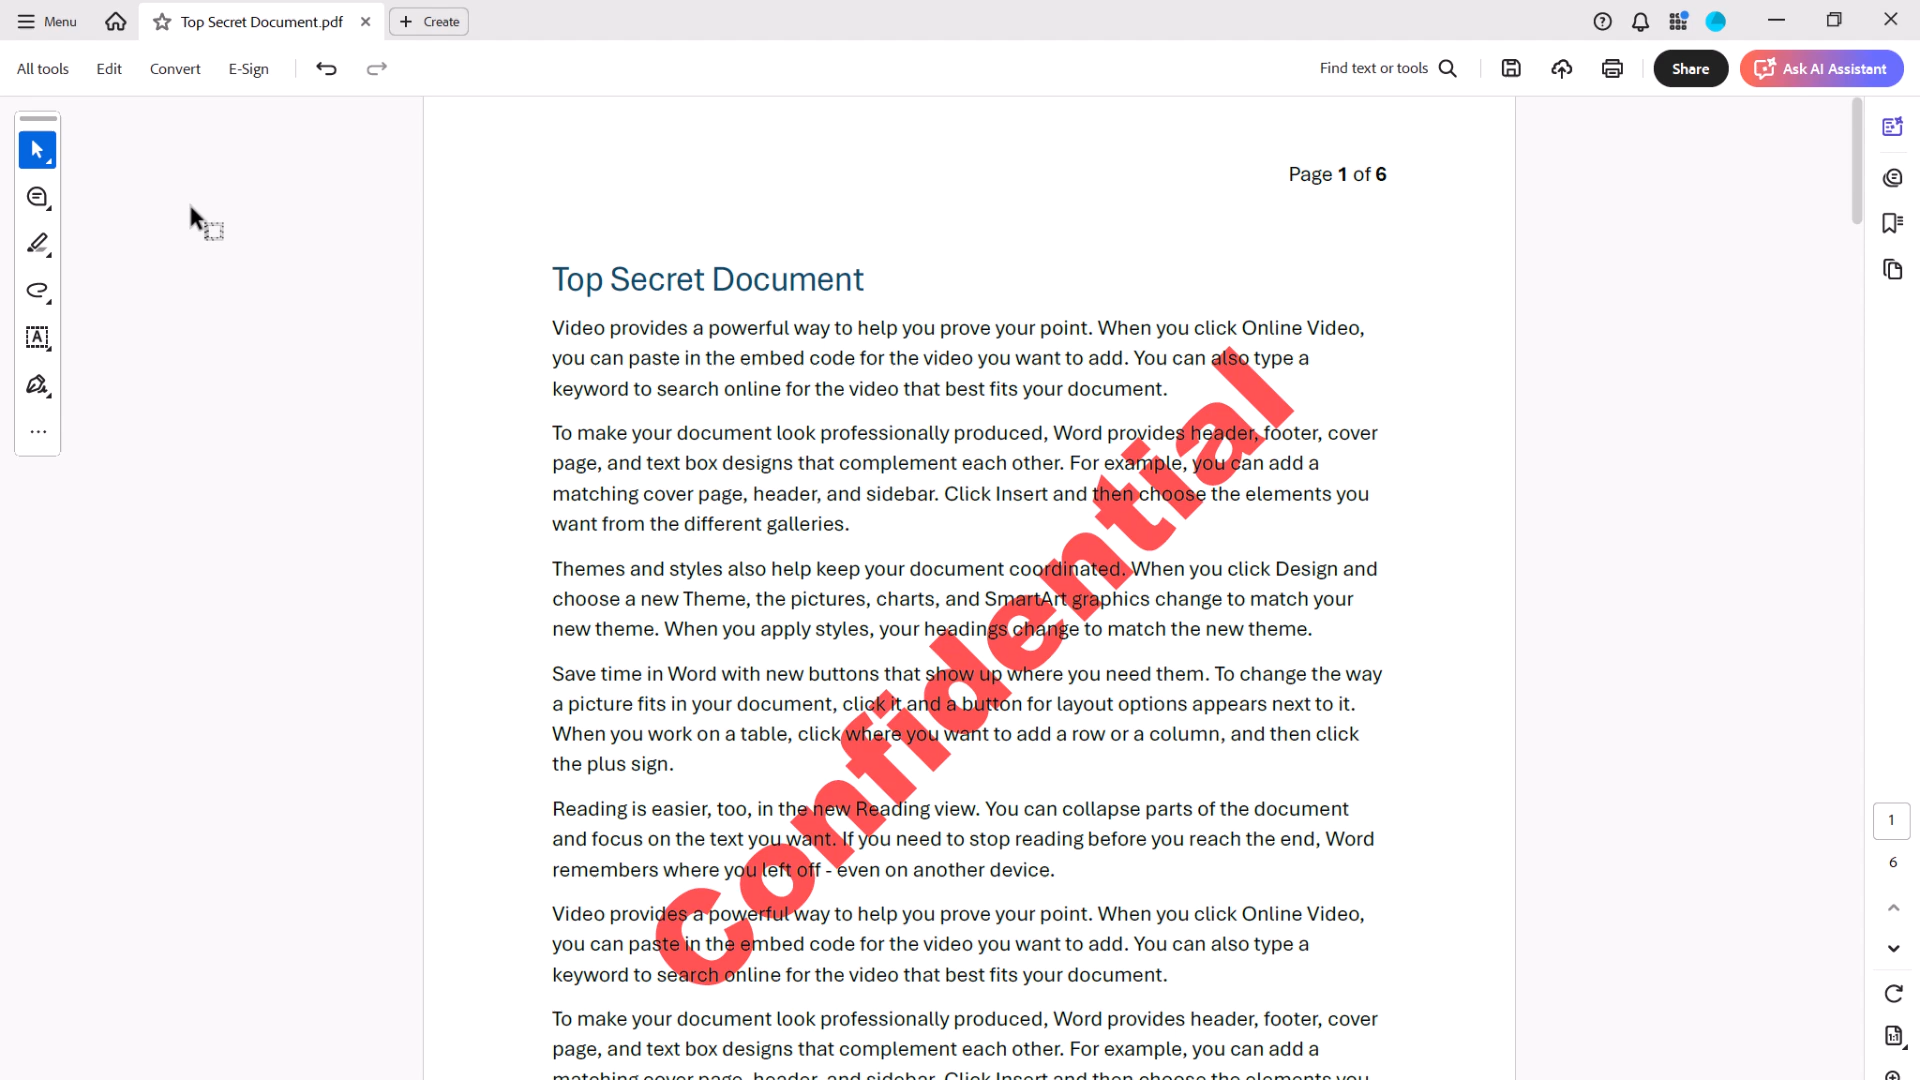 Menu
Top Secret Document.pdf
Create
All tools
Edit
Convert
E-Sign
Find text or tools
Share
Ask AI Assistant
Page 1 of 6
Top Secret Document
Video provides a powerful way to help you prove your point. When you click Online Video,
you can paste in the embed code for the video you want to add. You can also type a
keyword to search online for the video that best fits your document.
To make your document look professionally produced, Word provides header, footer, cover
page, and text box designs that complement each other. For example, you can add a
matching cover page, header, and sidebar. Click Insert and then choose the elements you
want from the different galleries.
Themes and styles also help keep your document coordinated. When you click Design and
choose a new Theme, the pictures, charts, and SmartArt graphics change to match your
new theme. When you apply styles, your headings change to match the new theme.
Save time in Word with new buttons that show up where you need them. To change the way
a picture fits in your document, click it and a button for layout options appears next to it.
When you work on a table, click where you want to add a row or a column, and then click
the plus sign.
Reading is easier, too, in the new Reading view. You can collapse parts of the document
and focus on the text you want. If you need to stop reading before you reach the end, Word
remembers where you left off - even on another device.
Video provides a powerful way to help you prove your point. When you click Online Video,
you can paste in the embed code for the video you want to add. You can also type a
keyword to search online for the video that best fits your document.
To make your document look professionally produced, Word provides header, footer, cover
page, and text box designs that complement each other. For example, you can add a
matching cover page, header, and sidebar. Click Insert and then choose the elements you
Confidential
1
6